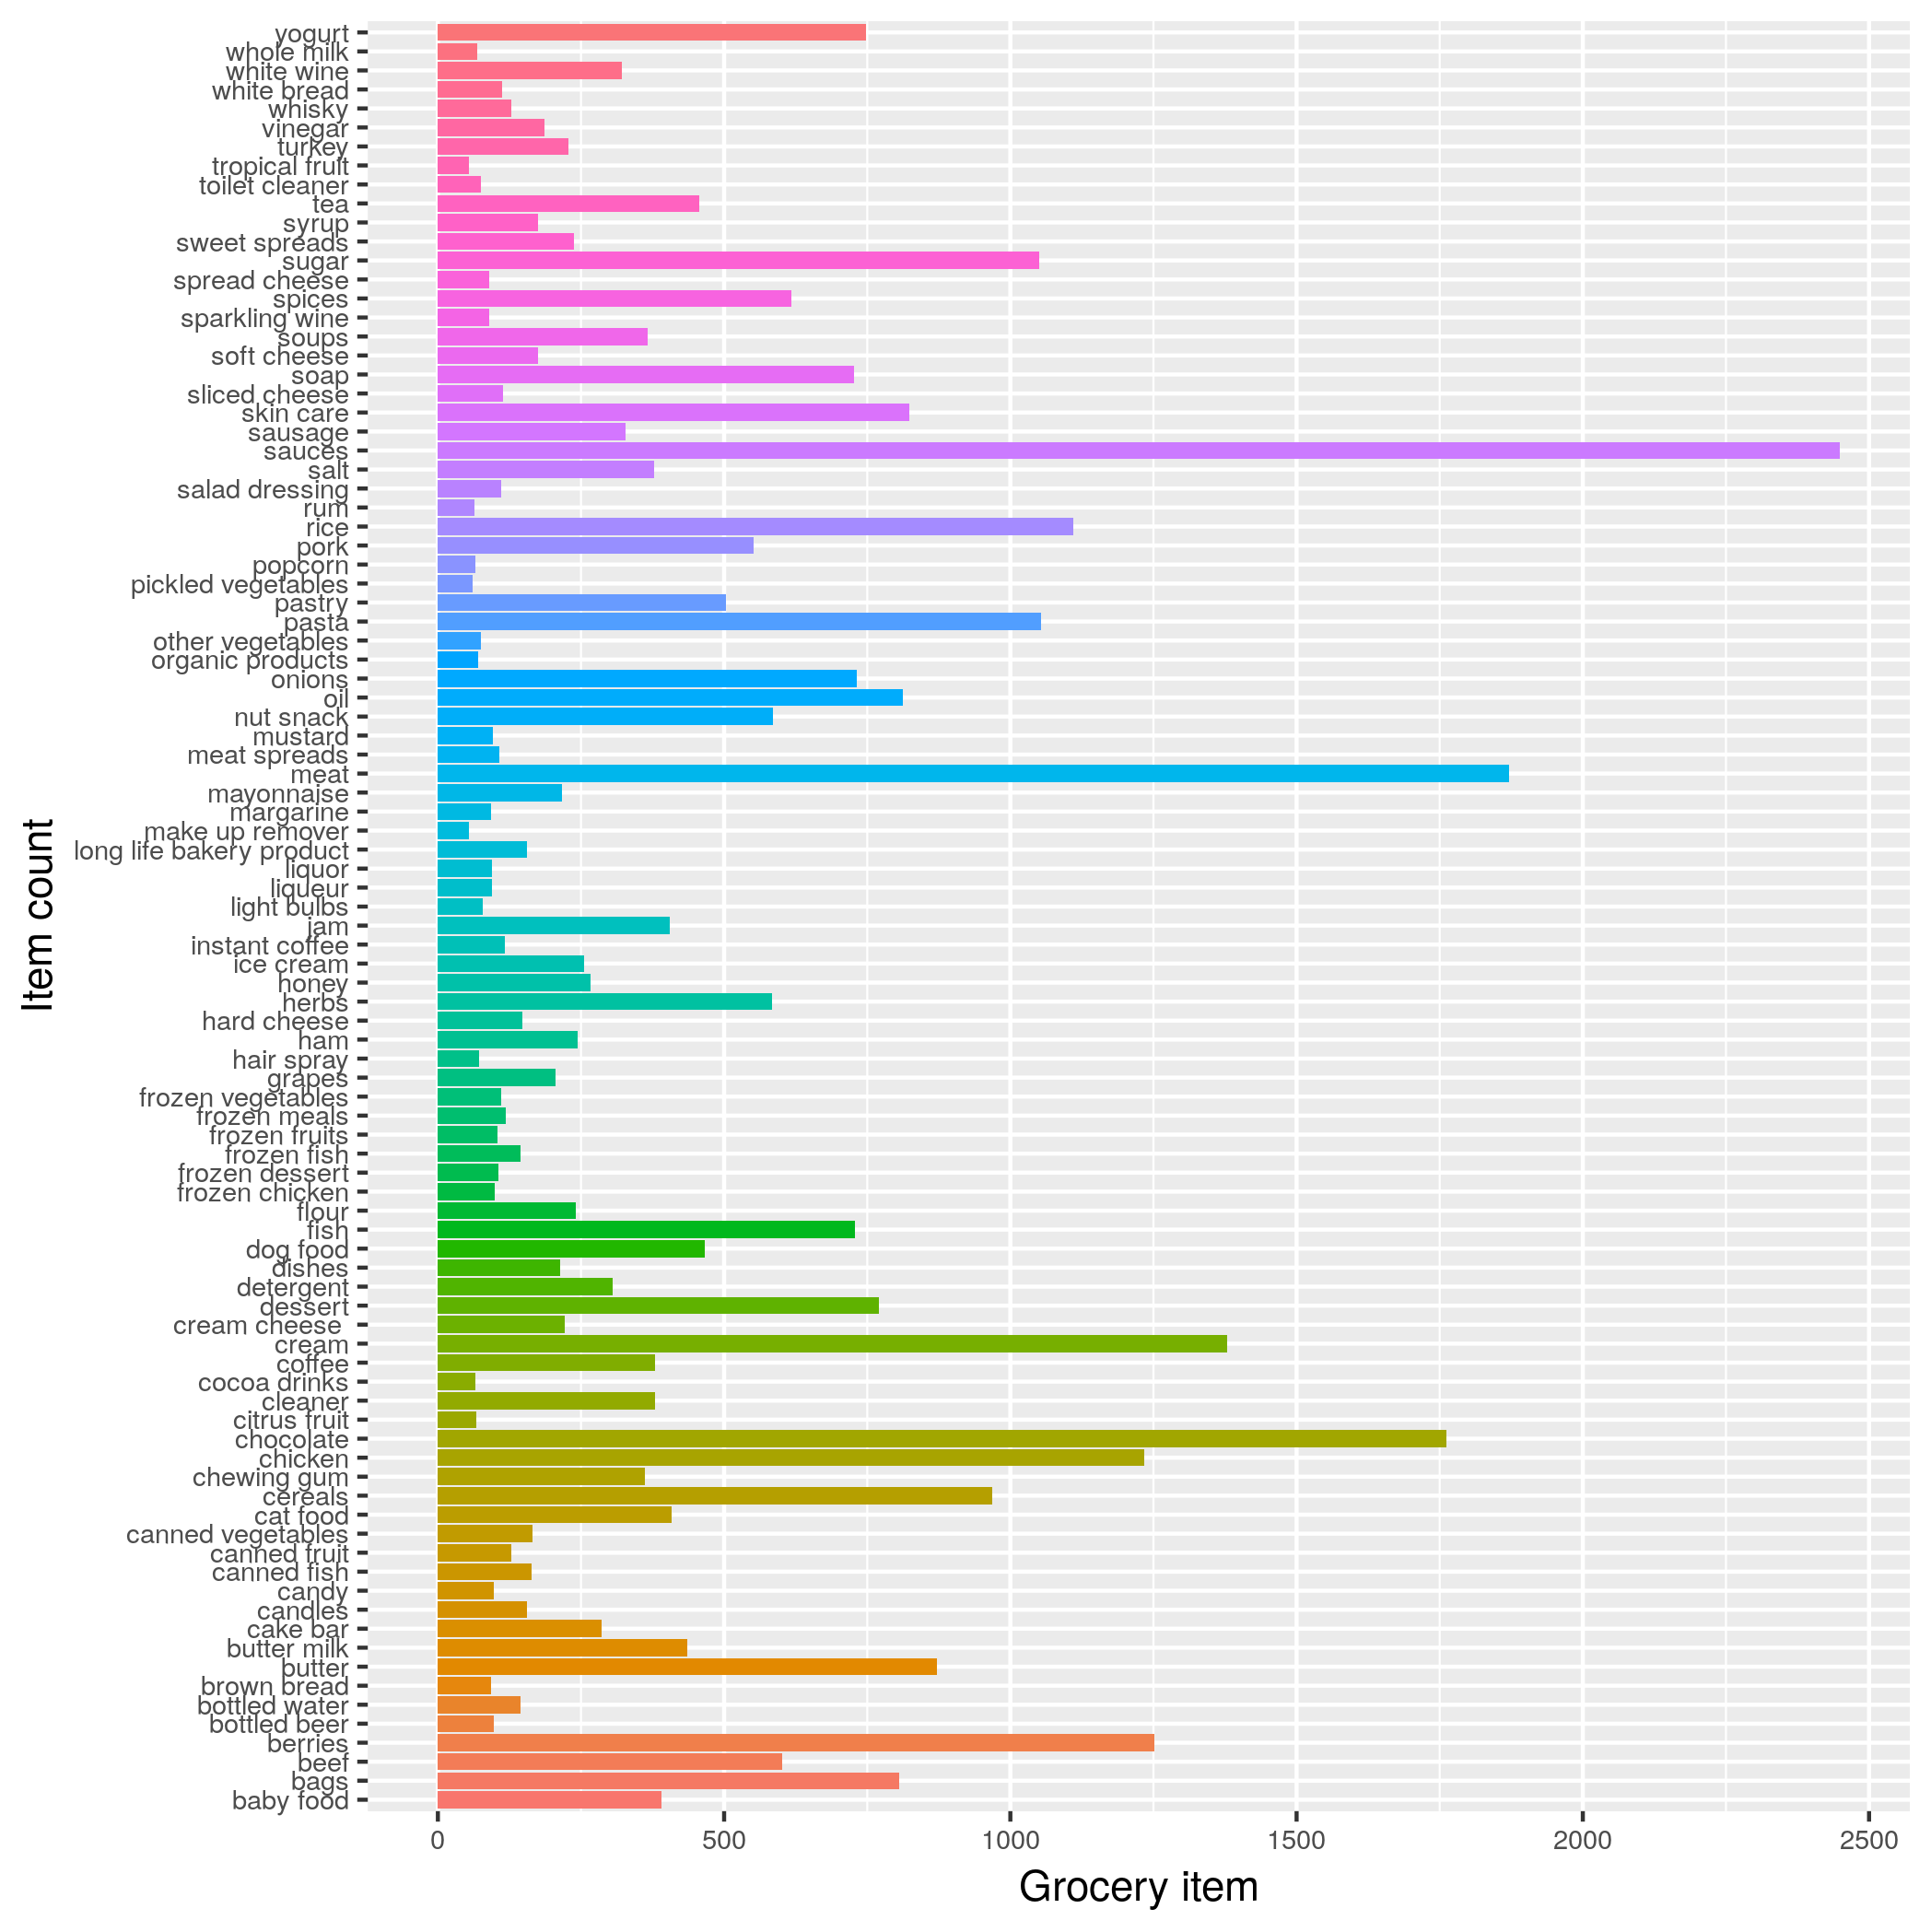 yogurt
whole milk
white wine
white bread
whisky
vinegar
turkey
tropical fruit
toilet cleaner
tea
syrup
sweet spreads
sugar
spread cheese
spices
sparkling wine
soups
soft cheese
soap
sliced cheese
skin care
sausage
sauces
salt
salad dressing
rum
rice
pork
popcorn
pickled vegetables
pastry
pasta
other vegetables
organic products
onions
oil
nut snack
mustard
meat spreads
meat
mayonnaise
margarine
make up remover
long life bakery product
liquor
liqueur
light bulbs
jam
instant coffee
ice cream
honey
herbs
hard cheese
ham
hair spray
grapes
frozen vegetables
frozen meals
frozen fruits
frozen fish
frozen dessert
frozen chicken
flour
fish
dog food
dishes
detergent
dessert
cream cheese
cream
coffee
cocoa drinks
cleaner
citrus fruit
chocolate
chicken
chewing gum
cereals
cat food
canned vegetables
canned fruit
canned fish
candy
candles
cake bar
butter milk
butter
brown bread
bottled water
bottled beer
berries
beef
bags
baby food
Item count
0 500 1000 1500 2000 2500
Grocery item